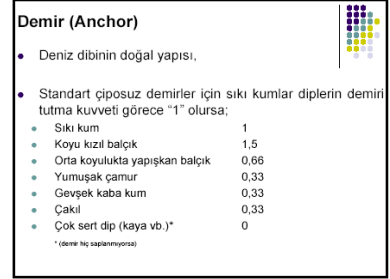 Demir (Anchor)
Deniz dibinin doğal yapısı,
Standart çiposuz demirler için sıkı kumlar diplerin demiri
tutma kuvveti görece “1” olursa;
Sıkı kum 1
Koyu kızıl balçık 1,5
Orta koyulukta yapışkan balçık 0,66
Yumuşak çamur 0,33
Gevşek kaba kum 0,33
Çakıl 0,33
Çok sert dip (kaya vb.)* 0
* (demir hiç saplanmıyorsa)